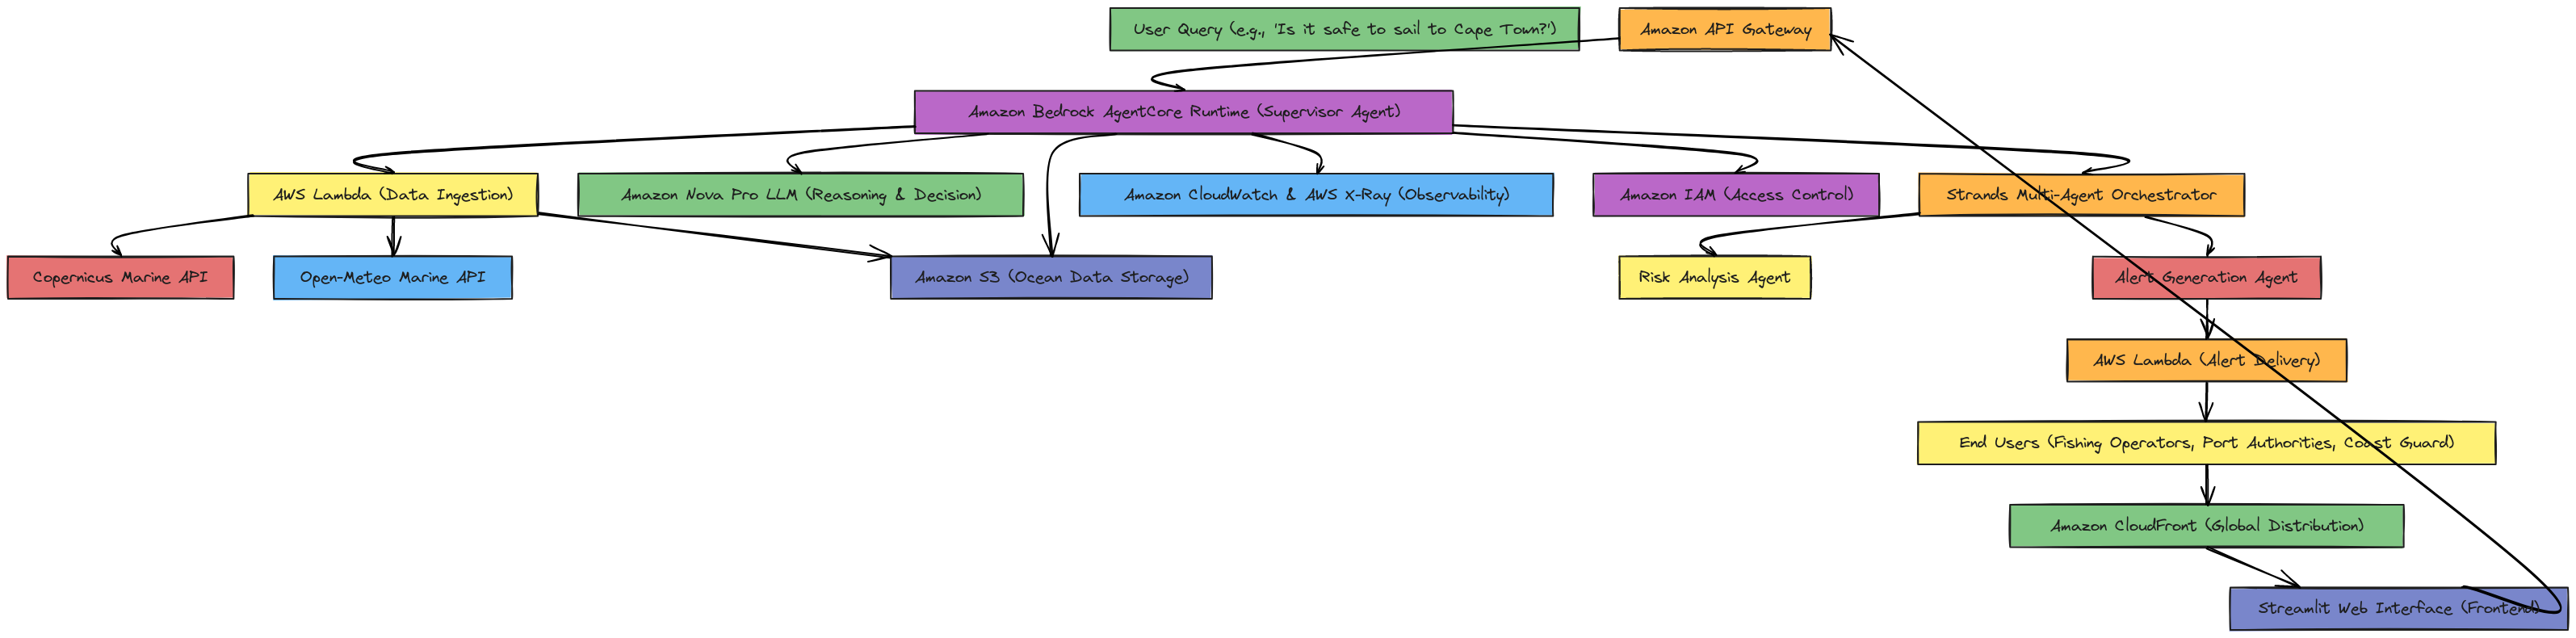 User Query (e.g., 'Is it safe to sail to Cape Town?')
Amazon API Gateway
Amazon Bedrock AgentCore Runtime (Supervisor Agent)
AWS Lambda (Data Ingestion)
Amazon Nova Pro LLM (Reasoning & Decision)
Amazon CloudWatch & AWS X-Ray (Observability)
Amazon IAM (Access Control)
Strands Multi-Agent Orchestrator
Copernicus Marine API
Open-Meteo Marine API
Amazon S3 (Ocean Data Storage)
Risk Analysis Agent
Alert Generation Agent
AWS Lambda (Alert Delivery)
End Users (Fishing Operators, Port Authorities, Coast Guard)
Amazon CloudFront (Global Distribution)
Streamlit Web Interface (Frontend)